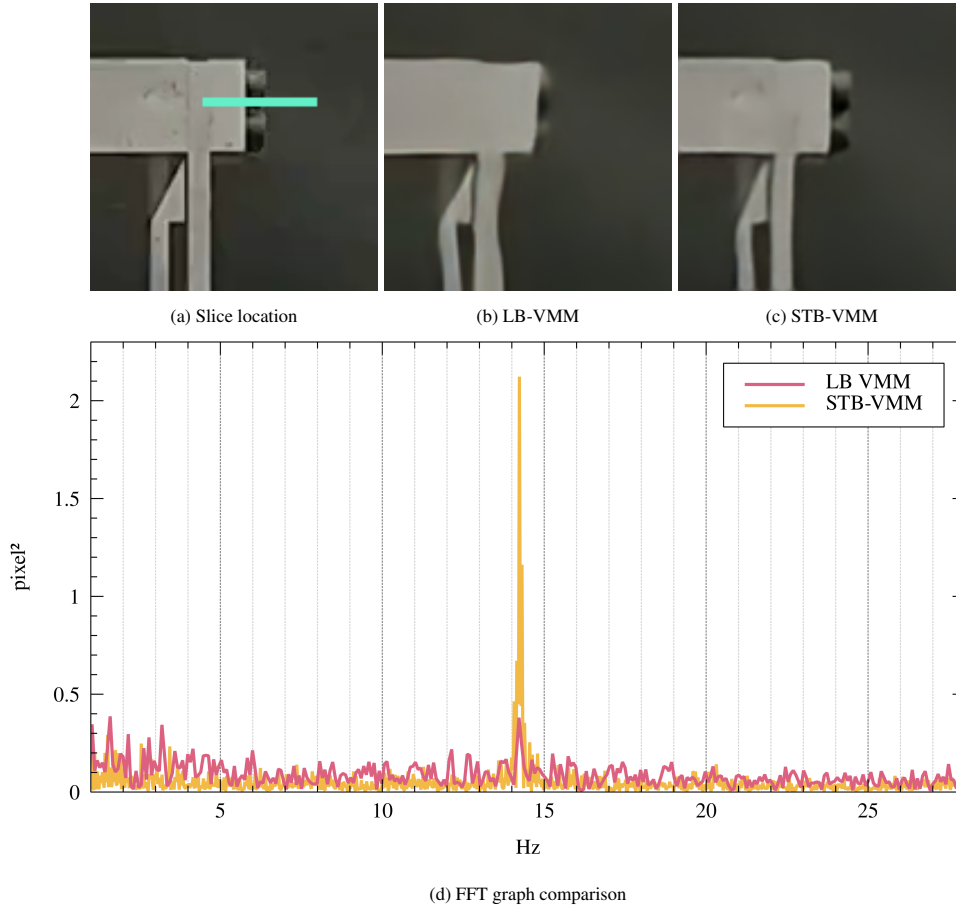 (a) Slice location
(b) LB-VMM
(c) STB-VMM
LB VMM
STB-VMM
2
1.5
1
0.5
0
pixel²
5
10
15
20
25
Hz
(d) FFT graph comparison